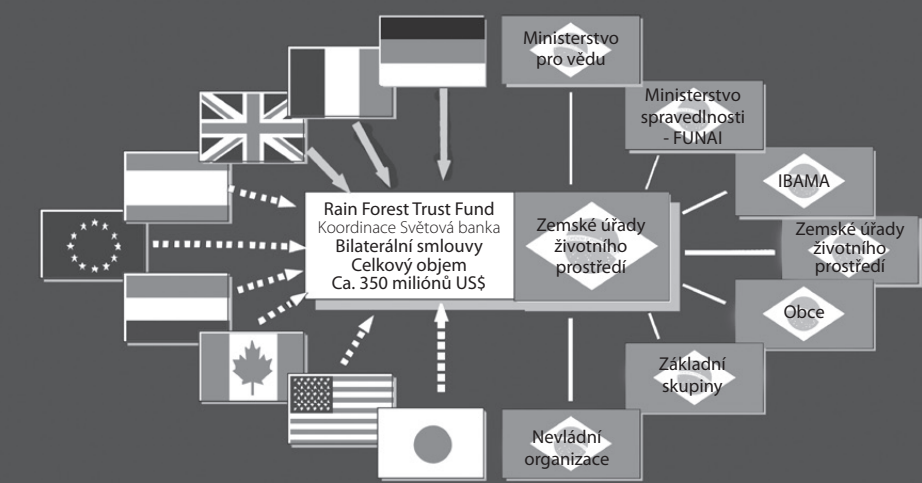 Ministerstvo
pro vědu
Ministerstvo
spravedlnosti
- FUNAI
IBAMA
Rain Forest Trust Fund
Koordinace Světová banka
Bilaterální smlouvy
Celkový objem
Ca. 350 miliónů US$
Zemské úřady
životního
prostředí
Zemské úřady
životního
prostředí
Obce
Základní
skupiny
Nevládní
organizace